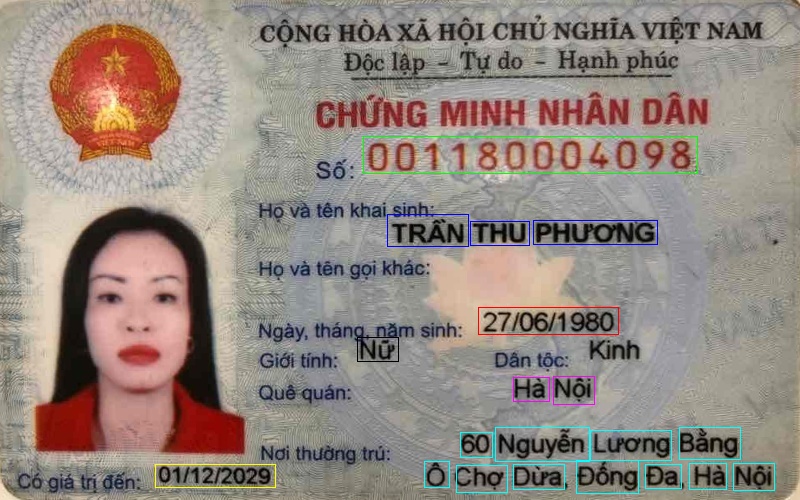 CỘNG HÒA XÃ HỘI CHỦ NGHĨA VIỆT NAM
Độc lập - Tự do - Hạnh phúc
CHỨNG MINH NHÂN DÂN
Số: 001180004098
Họ và tên khai sinh:
TRẦN THU PHƯƠNG
Họ và tên gọi khác:
Ngày, tháng, năm sinh: 27/06/1980
Giới tính: Nữ Dân tộc: Kinh
Quê quán: Hà Nội
Nơi thường trú: 60 Nguyễn Lương Bằng
Ô Chợ Dừa, Đống Đa, Hà Nội
Có giá trị đến: 01/12/2029